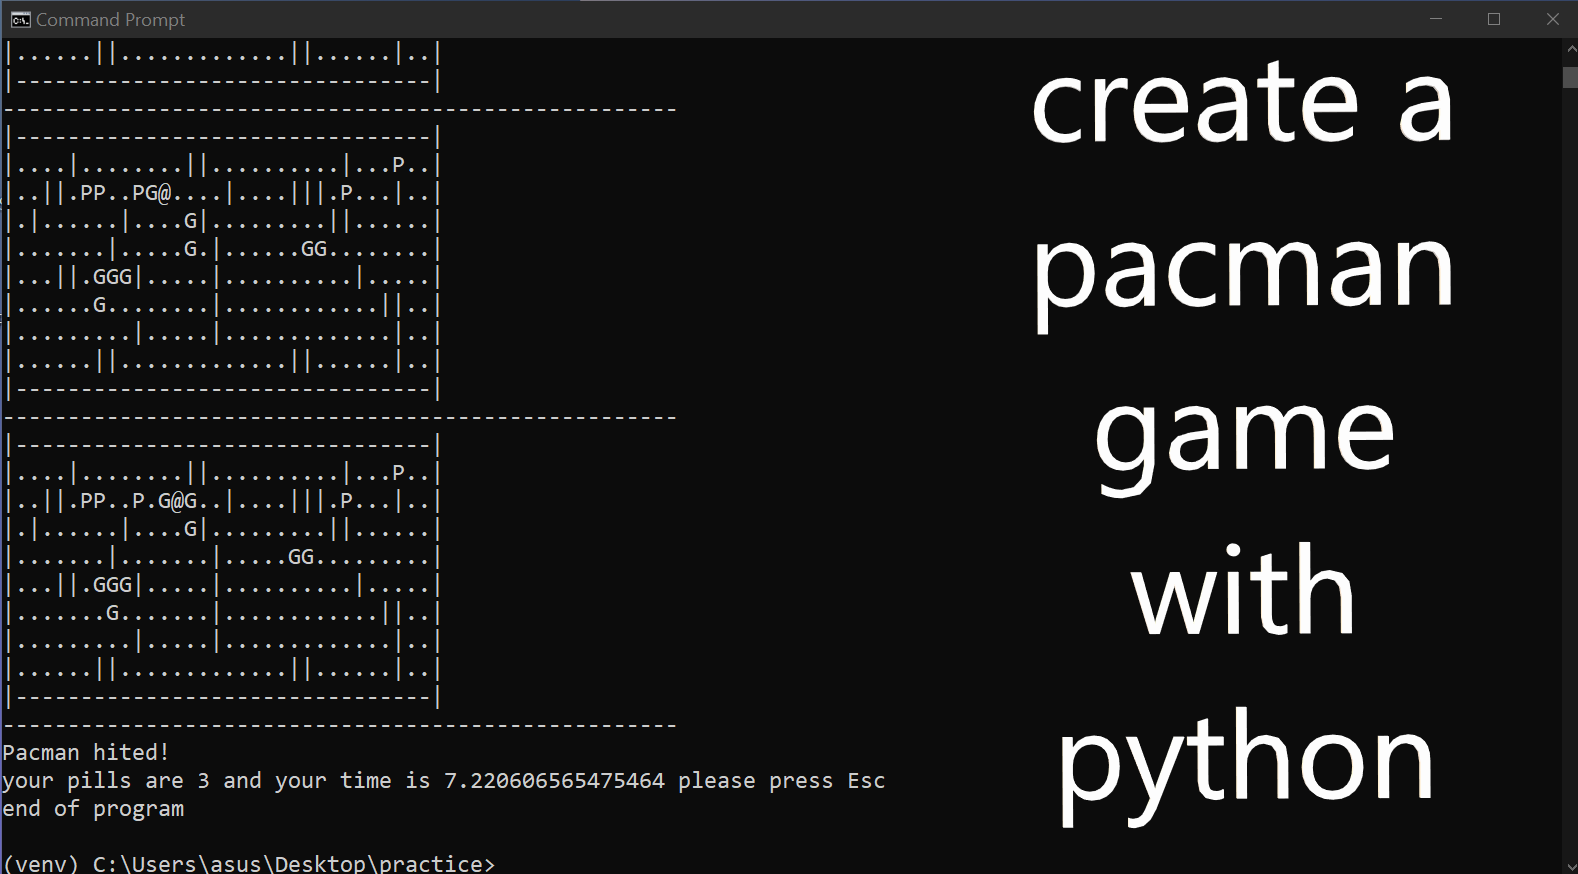 Command Prompt
|......||.............||......|..|
|--------------------------------|
----------------------------------------------------
|--------------------------------|
|....|........||..........|...P..|
|..||.PP..PG@....|....|||.P...|..|
|.|......|....G|.........||......|
|.......|.....G.|......GG........|
|...||.GGG|.....|..........|.....|
|......G........|............||..|
|.........|.....|.............|..|
|......||.............||......|..|
|--------------------------------|
----------------------------------------------------
|--------------------------------|
|....|........||..........|...P..|
|..||.PP..P.G@G..|....|||.P...|..|
|.|......|....G|.........||......|
|.......|.......|.....GG.........|
|...||.GGG|.....|..........|.....|
|.......G.......|............||..|
|.........|.....|.............|..|
|......||.............||......|..|
|--------------------------------|
----------------------------------------------------
Pacman hited!
your pills are 3 and your time is 7.220606565475464 please press Esc
end of program
(venv) C:\Users\asus\Desktop\practice>
create a
pacman
game
with
python